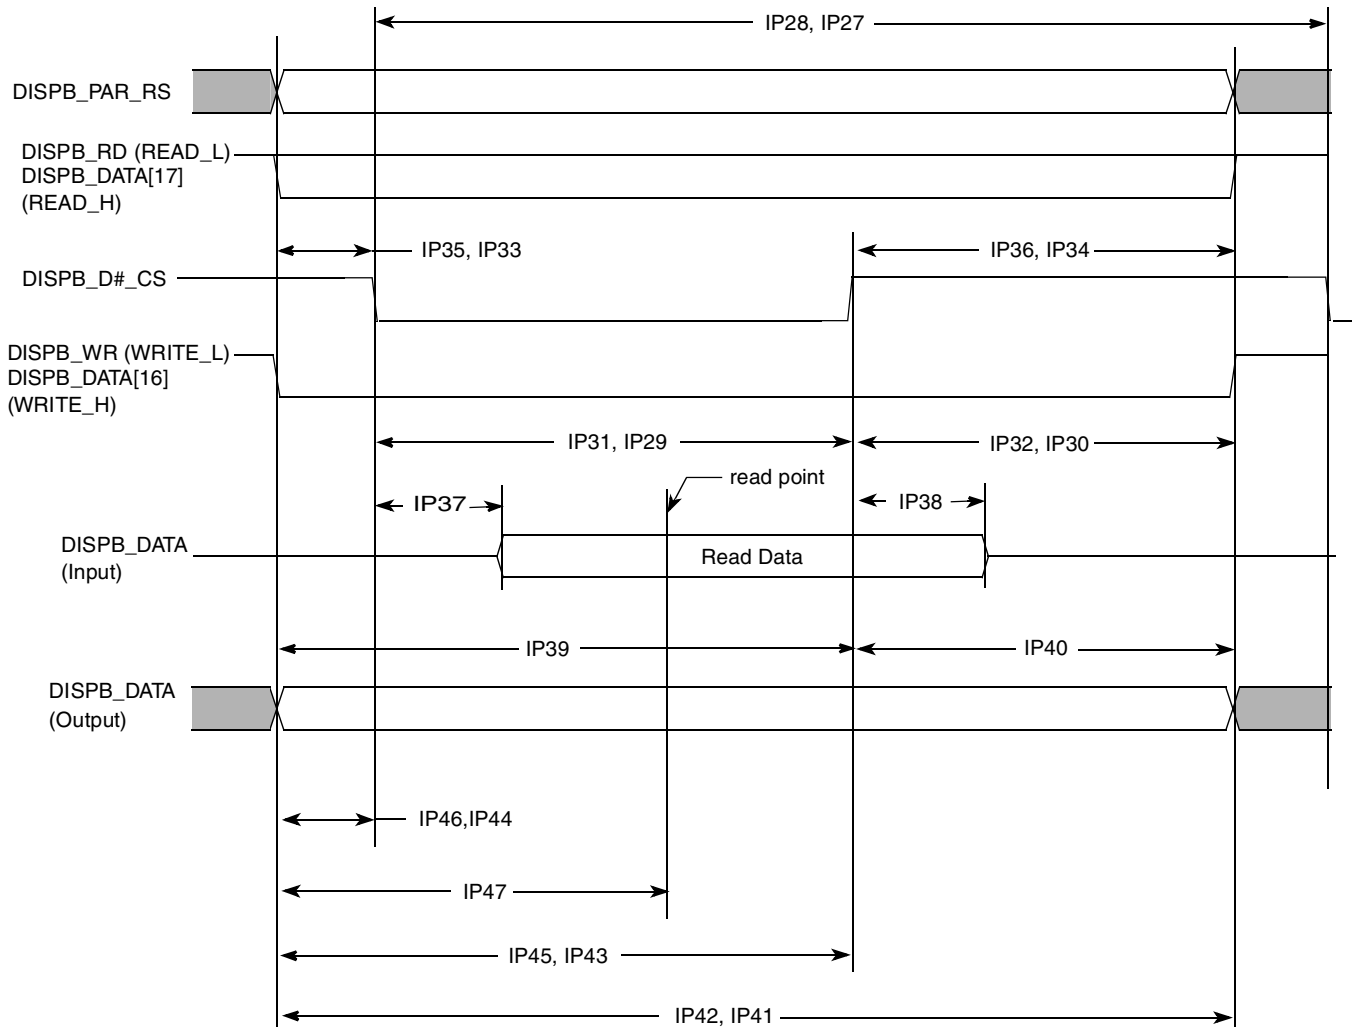 IP28, IP27
DISPB_PAR_RS
DISPB_RD (READ_L)
DISPB_DATA[17]
(READ_H)
IP35, IP33
IP36, IP34
DISPB_D#_CS
DISPB_WR (WRITE_L)
DISPB_DATA[16]
(WRITE_H)
IP31, IP29
IP32, IP30
read point
IP37
IP38
DISPB_DATA
(Input)
Read Data
IP39
IP40
DISPB_DATA
(Output)
IP46,IP44
IP47
IP45, IP43
IP42, IP41